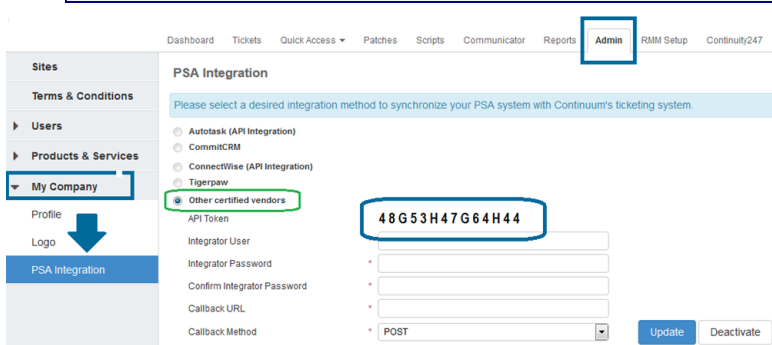 Dashboard Tickets Quick Access Patches Scripts Communicator Reports Admin RMM Setup Continuity247
Sites
Terms & Conditions
Users
Products & Services
My Company
Profile
Logo
PSA Integration
PSA Integration
Please select a desired integration method to synchronize your PSA system with Continuum's ticketing system.
Autotask (API Integration)
CommitCRM
ConnectWise (API Integration)
Tigerpaw
Other certified vendors
API Token 48G53H47G64H44
Integrator User
Integrator Password *
Confirm Integrator Password *
Callback URL *
Callback Method * POST
Update Deactivate